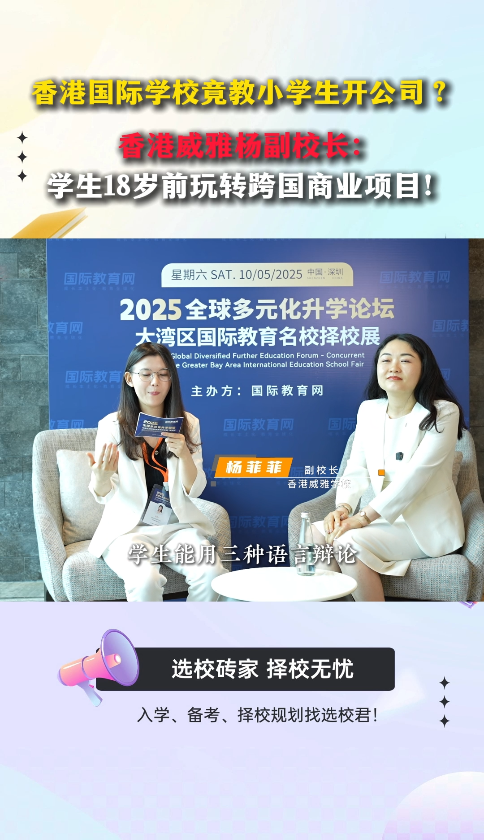 香港国际学校竟教小学生开公司？
香港威雅杨副校长：
学生18岁前玩转跨国商业项目！
国际教育网
国际教育网
星期六 SAT. 10/05/2025 中国·深圳
2025全球多元化升学论坛
大湾区国际教育名校择校展
Global Diversified Further Education Forum - Concurrent
Greater Bay Area International Education School Fair
主办方：国际教育网
杨菲菲
副校长
香港威雅学校
学生能用三种语言辩论
选校砖家 择校无忧
入学、备考、择校规划找选校君！